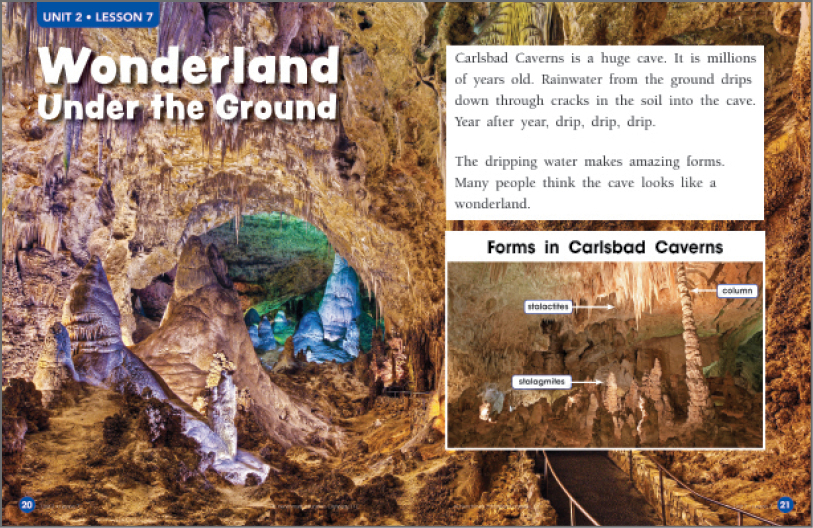 UNIT 2 • LESSON 7
Wonderland
Under the Ground
Carlsbad Caverns is a huge cave. It is millions
of years old. Rainwater from the ground drips
down through cracks in the soil into the cave.
Year after year, drip, drip, drip.
The dripping water makes amazing forms.
Many people think the cave looks like a
wonderland.
Forms in Carlsbad Caverns
column
stalactites
stalagmites
20
21